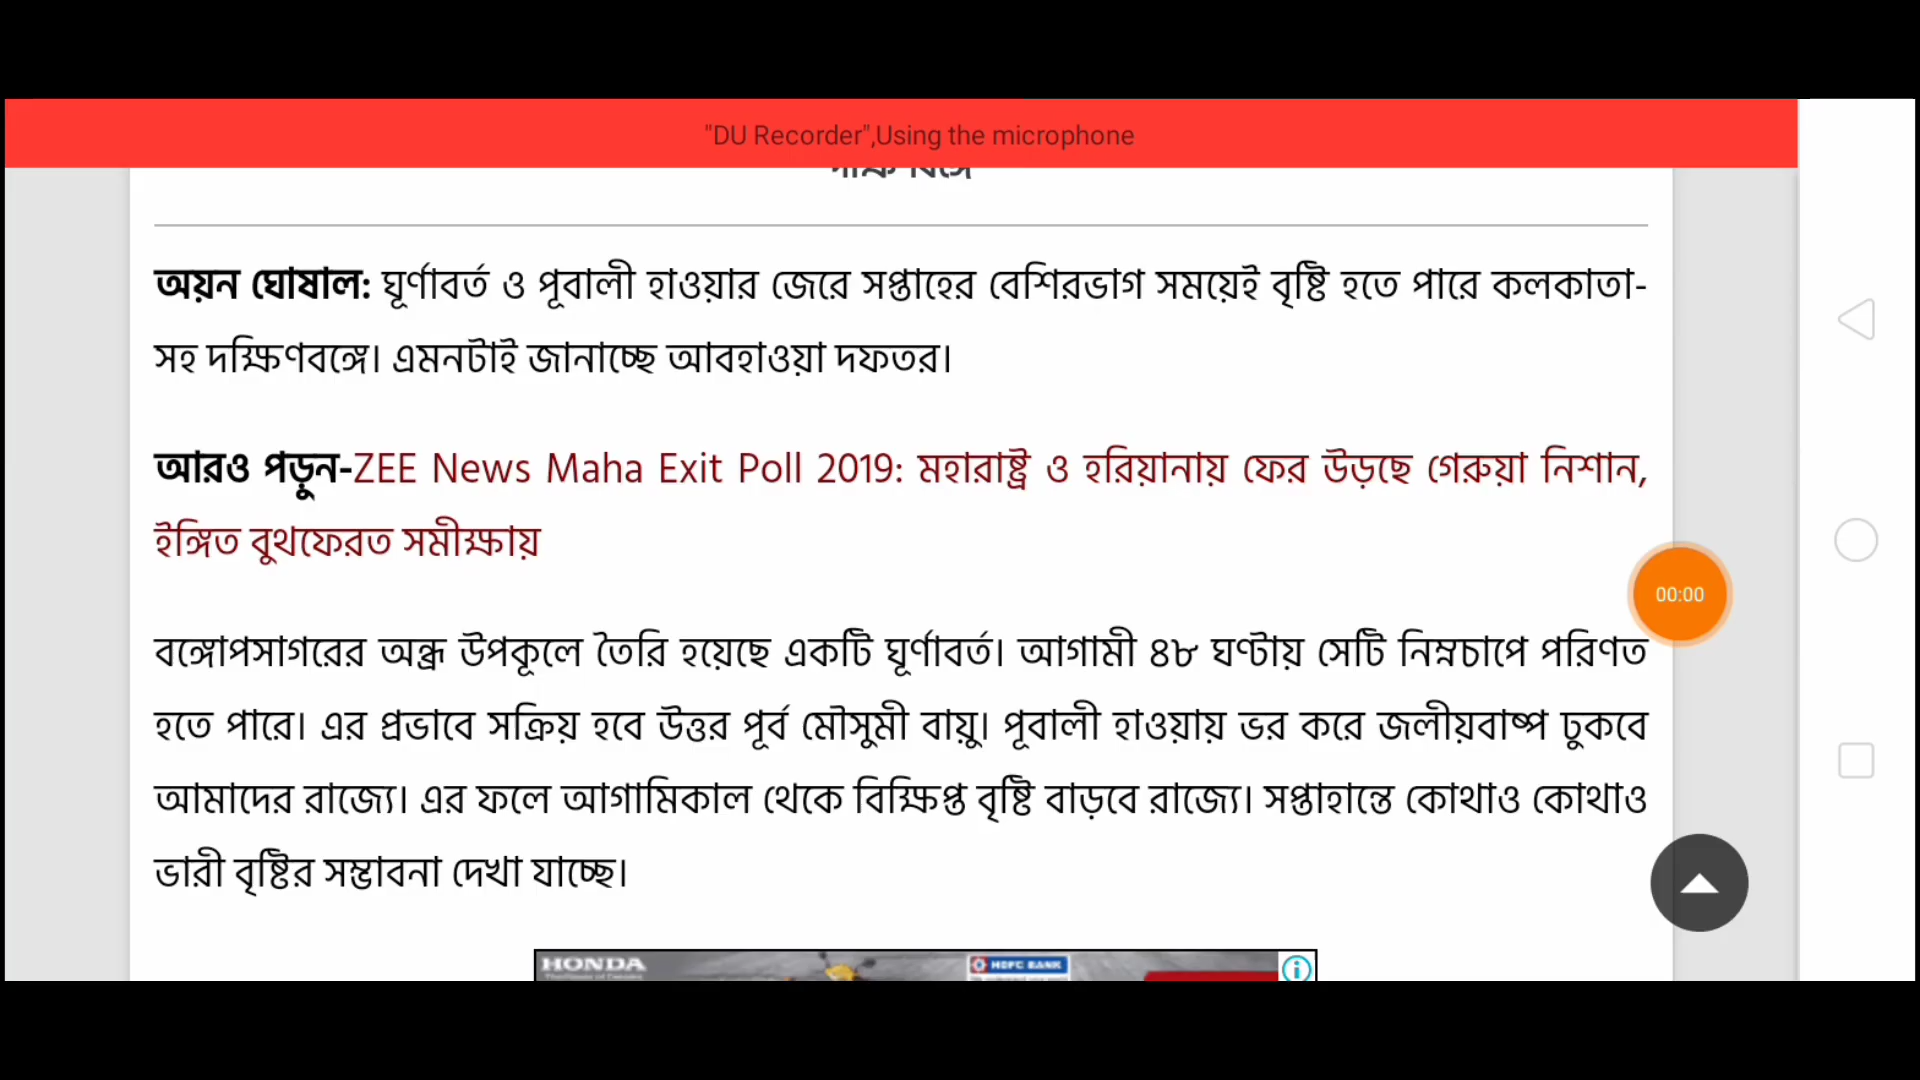 "DU Recorder",Using the microphone
অয়ন ঘোষাল: ঘূর্ণাবর্ত ও পূবালী হাওয়ার জেরে সপ্তাহের বেশিরভাগ সময়েই বৃষ্টি হতে পারে কলকাতা-
সহ দক্ষিণবঙ্গে। এমনটাই জানাচ্ছে আবহাওয়া দফতর।
আরও পড়ুন-ZEE News Maha Exit Poll 2019: মহারাষ্ট্র ও হরিয়ানায় ফের উড়ছে গেরুয়া নিশান,
ইঙ্গিত বুথফেরত সমীক্ষায়
00:00
বঙ্গোপসাগরের অন্ধ্র উপকূলে তৈরি হয়েছে একটি ঘূর্ণাবর্ত। আগামী ৪৮ ঘণ্টায় সেটি নিম্নচাপে পরিণত
হতে পারে। এর প্রভাবে সক্রিয় হবে উত্তর পূর্ব মৌসুমী বায়ু। পূবালী হাওয়ায় ভর করে জলীয়বাষ্প ঢুকবে
আমাদের রাজ্যে। এর ফলে আগামিকাল থেকে বিক্ষিপ্ত বৃষ্টি বাড়বে রাজ্যে। সপ্তাহান্তে কোথাও কোথাও
ভারী বৃষ্টির সম্ভাবনা দেখা যাচ্ছে।
HONDA
HDFC BANK